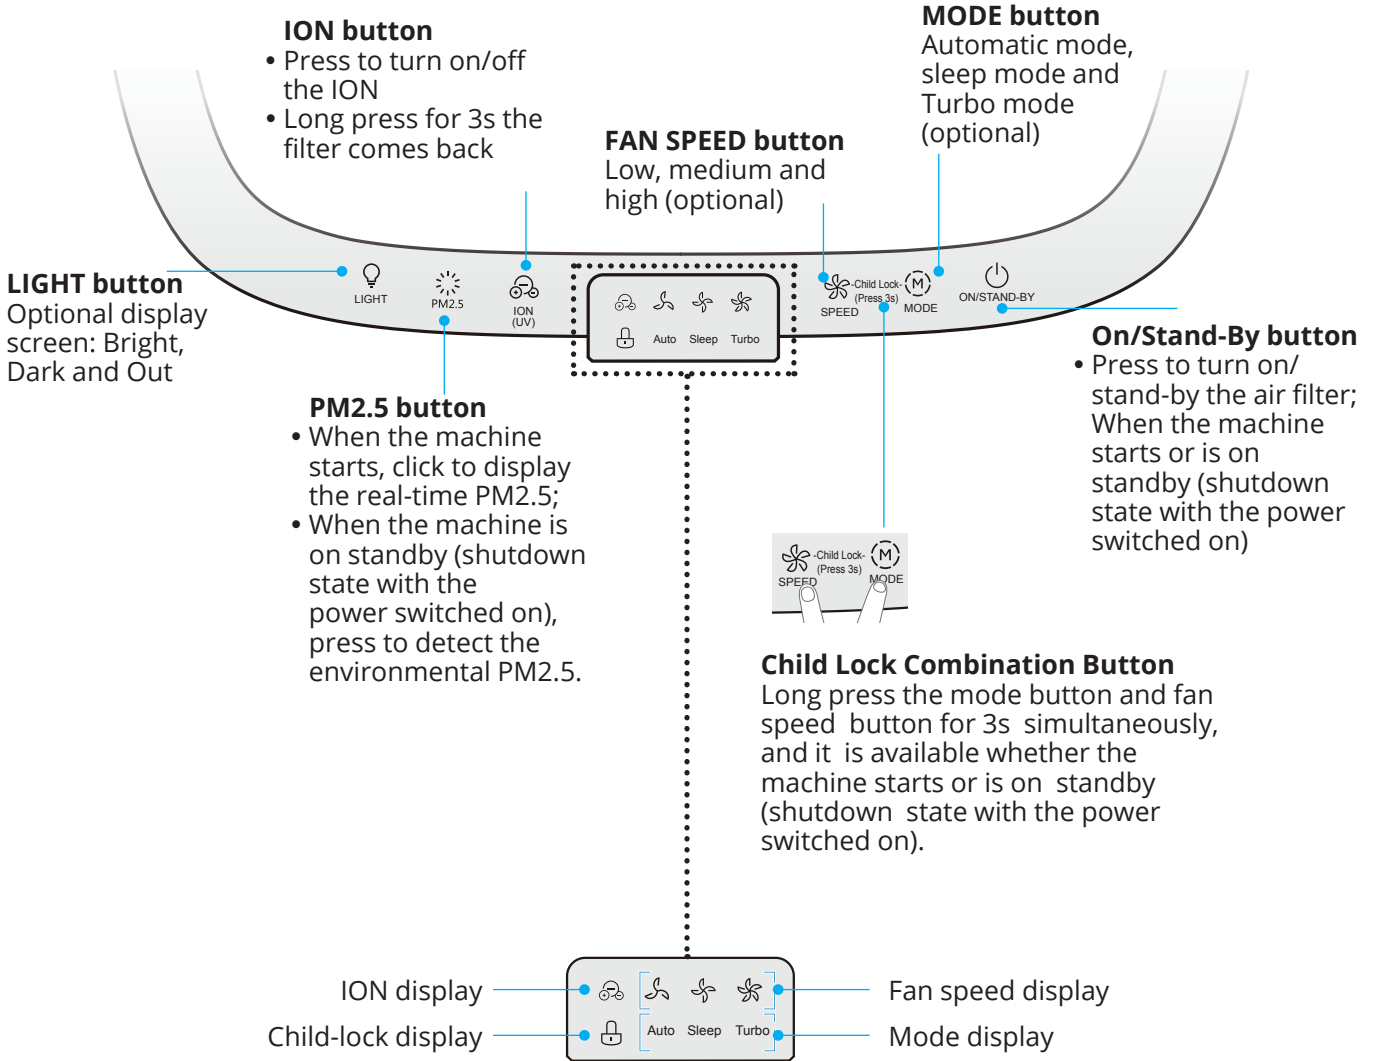 ION button
• Press to turn on/off
the ION
• Long press for 3s the
filter comes back
MODE button
Automatic mode,
sleep mode and
Turbo mode
(optional)
FAN SPEED button
Low, medium and
high (optional)
LIGHT button
Optional display
screen: Bright,
Dark and Out
LIGHT
PM2.5
ION
(UV)
Auto Sleep Turbo
SPEED
-Child Lock-
(Press 3s)
M
MODE
ON/STAND-BY
On/Stand-By button
• Press to turn on/
stand-by the air filter;
When the machine
starts or is on
standby (shutdown
state with the power
switched on)
PM2.5 button
• When the machine
starts, click to display
the real-time PM2.5;
• When the machine is
on standby (shutdown
state with the
power switched on),
press to detect the
environmental PM2.5.
SPEED
-Child Lock-
(Press 3s)
M
MODE
Child Lock Combination Button
Long press the mode button and fan
speed button for 3s simultaneously,
and it is available whether the
machine starts or is on standby
(shutdown state with the power
switched on).
ION display
Child-lock display
Auto Sleep Turbo
Fan speed display
Mode display